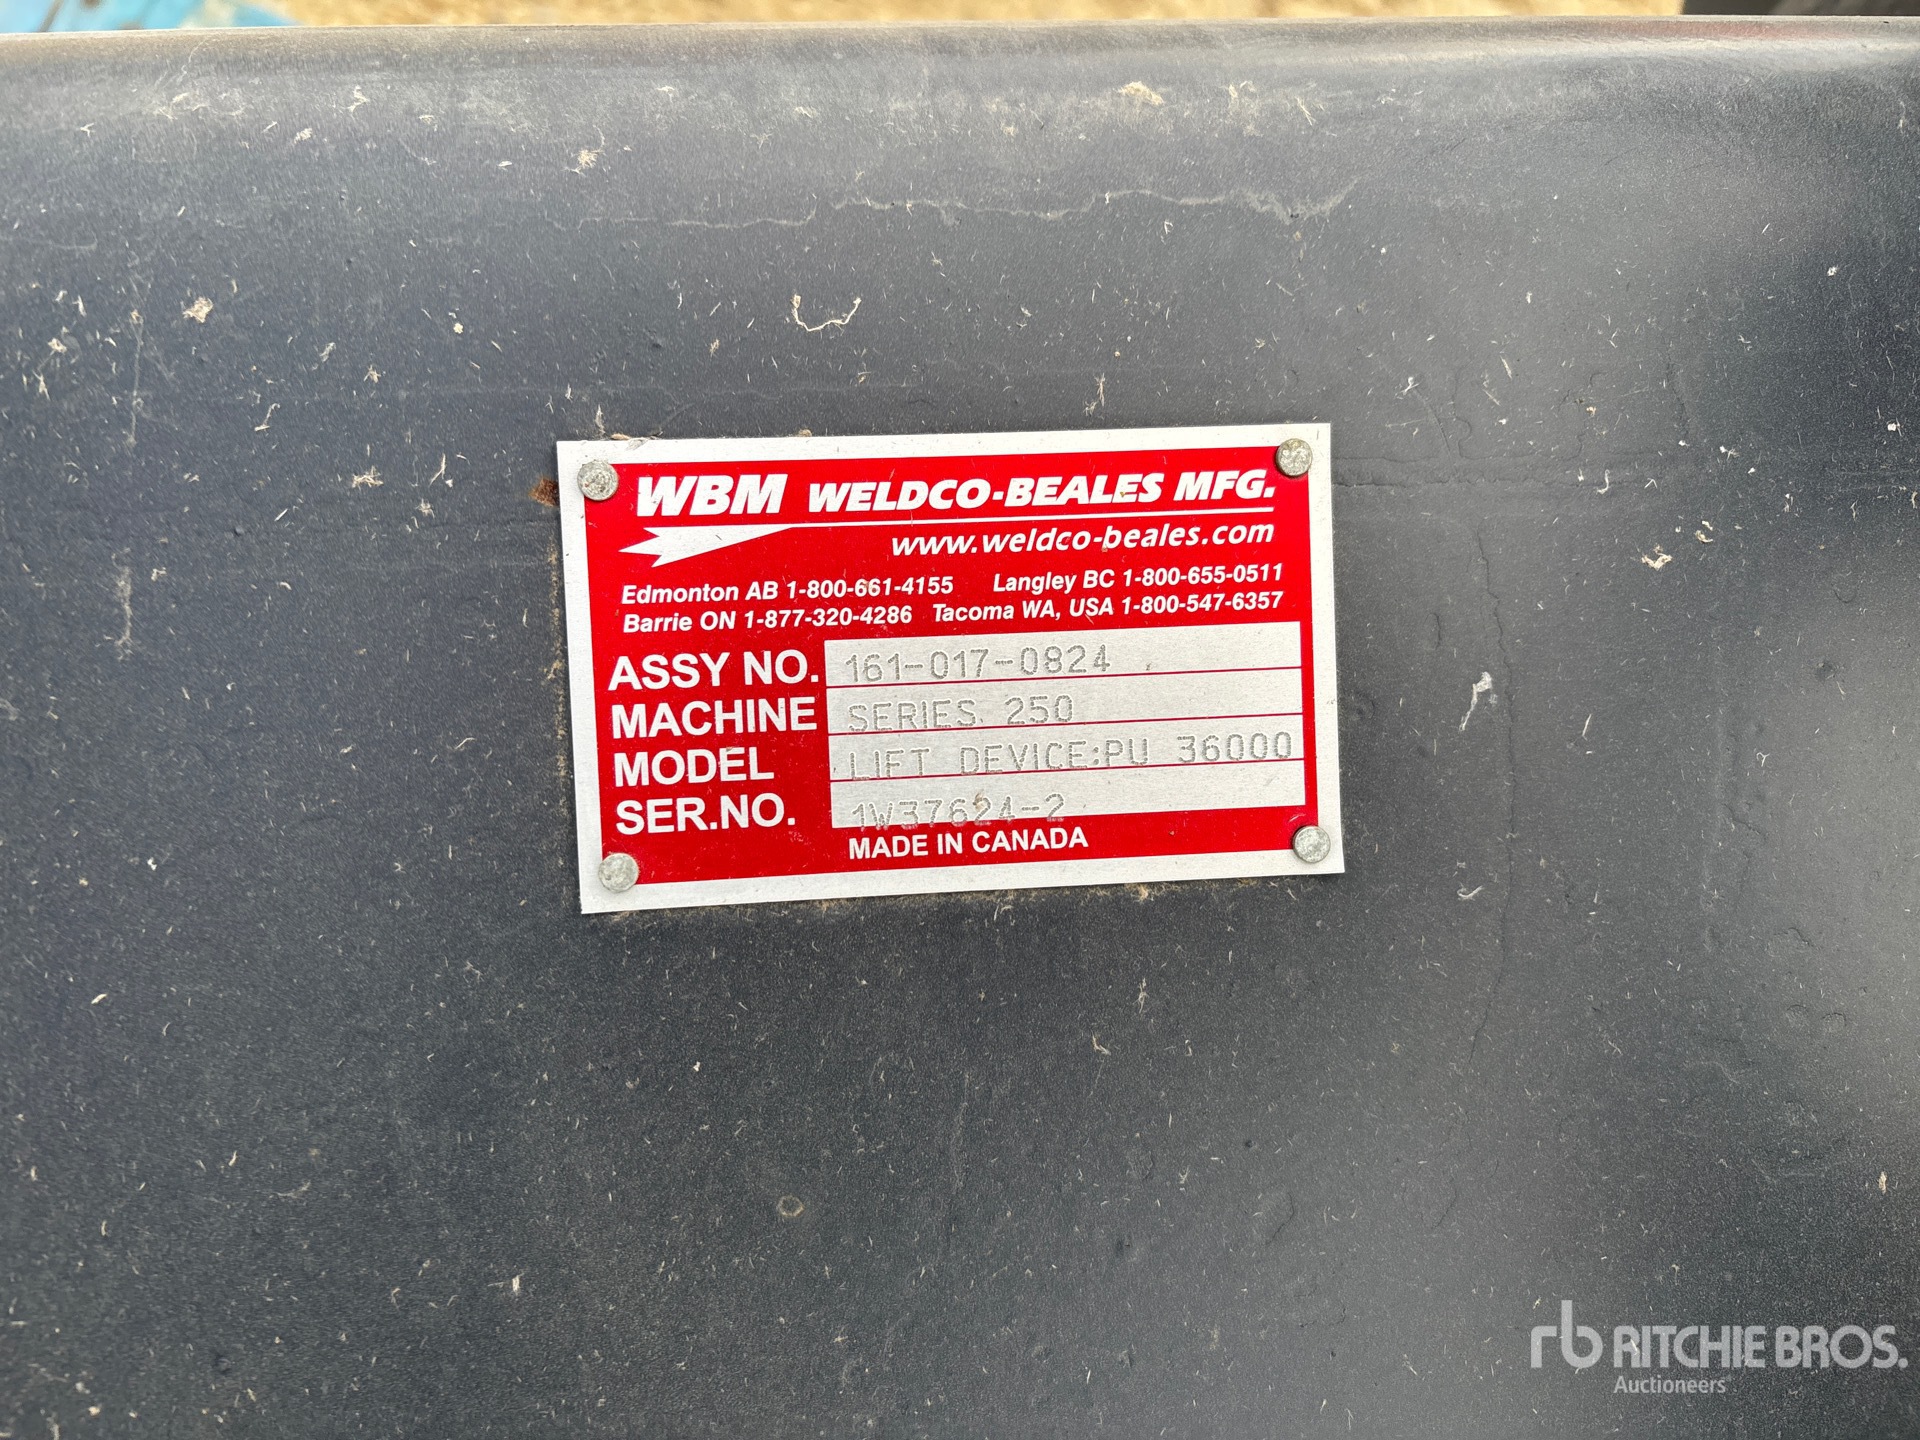 WBM WELDCO-BEALES MFG.
www.weldco-beales.com
Edmonton AB 1-800-661-4155 Langley BC 1-800-655-0511
Barrie ON 1-877-320-4286 Tacoma WA, USA 1-800-547-6357
ASSY NO. 161-017-0824
MACHINE SERIES 250
MODEL LIFT DEVICE:PU 36000
SER.NO. 1W37624-2
MADE IN CANADA
rb RITCHIE BROS.
Auctioneers